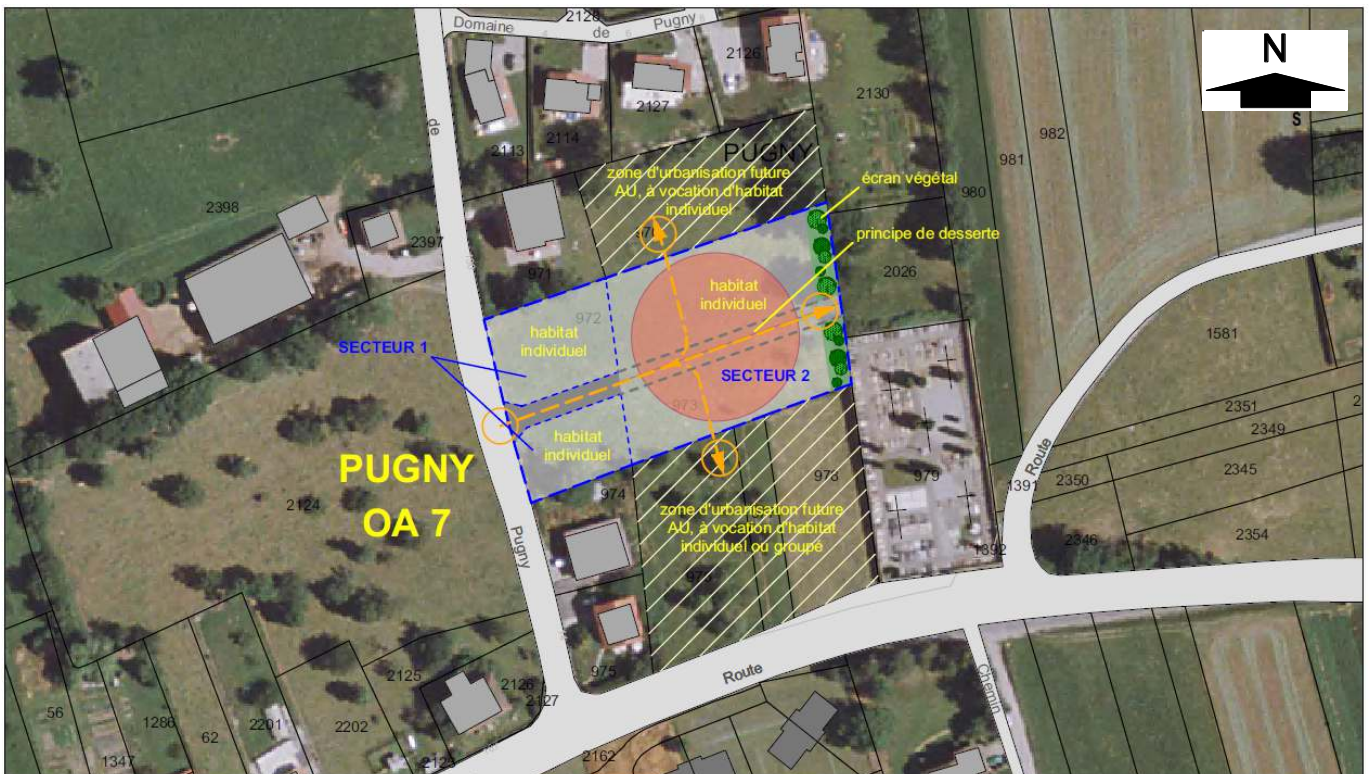 Domaine
de
Pugny
2128
2126
2127
2114
2113
2130
N
S
982
981
980
de
PUGNY
zone d'urbanisation future
AU, à vocation d'habitat
individuel
écran végétal
principe de desserte
2398
2397
971
2026
972
habitat
individuel
habitat
individuel
SECTEUR 1
SECTEUR 2
973
habitat
individuel
1581
2351
2349
2345
2350
2354
2346
1391
1392
Route
PUGNY
OA 7
2124
974
973
979
zone d'urbanisation future
AU, à vocation d'habitat
individuel ou groupé
Pugny
975
Route
Chemin
2125
2126
2127
56
1286
62
2201
2202
1347
2162